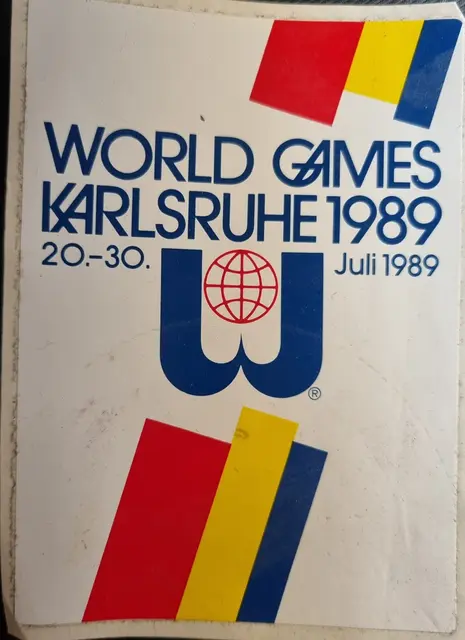 WORLD GAMES
KARLSRUHE 1989
20.-30. Juli 1989
W
®